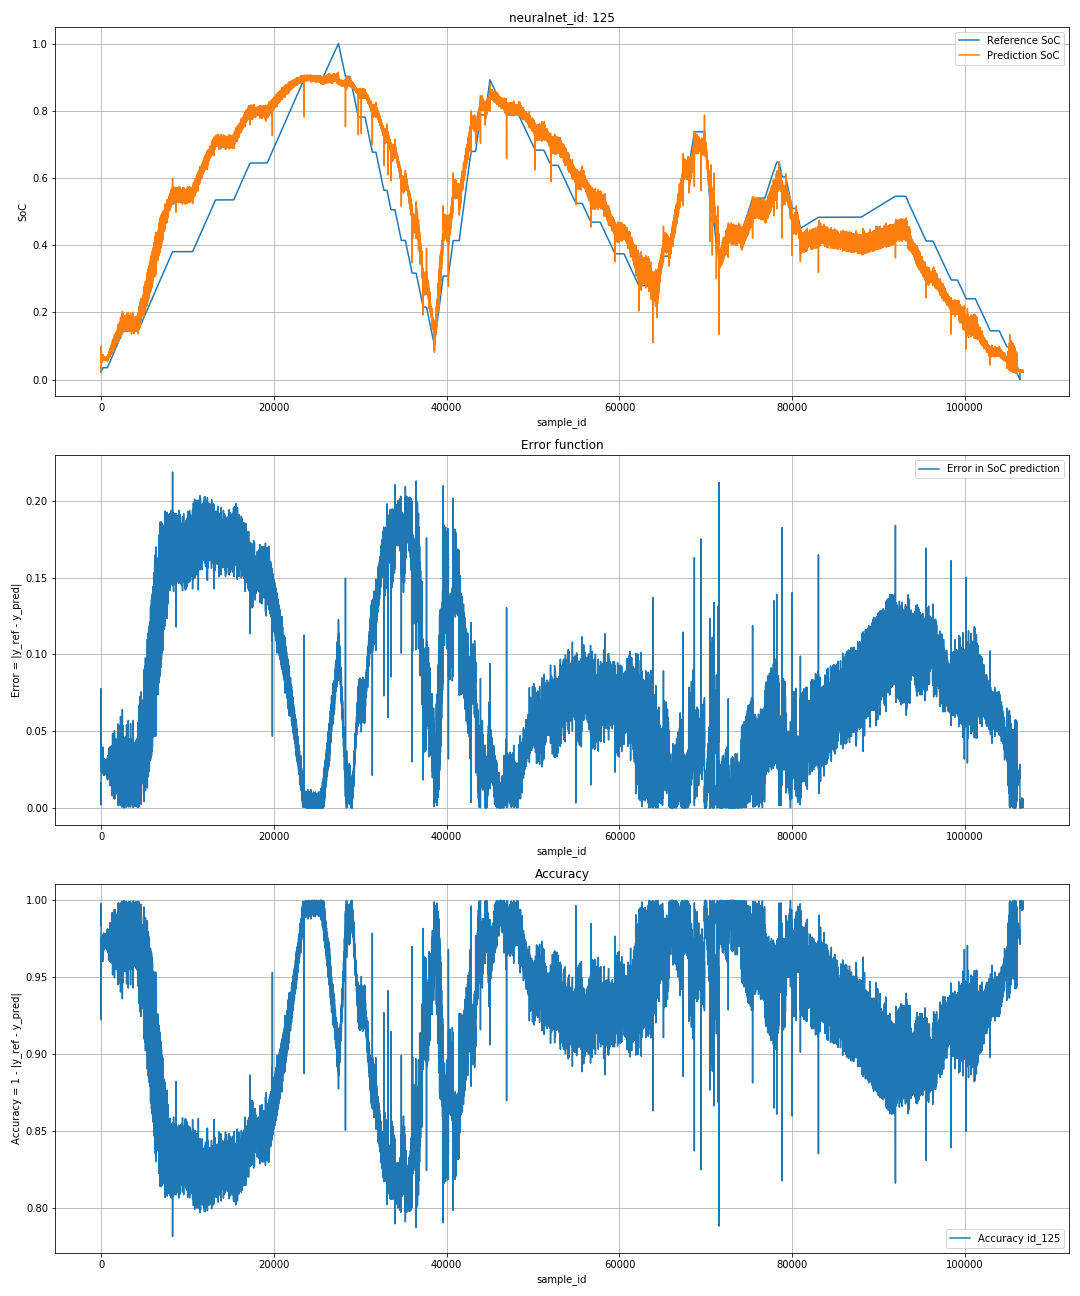 neuralnet_id: 125
Reference SoC
Prediction SoC
SoC
1.0
0.8
0.6
0.4
0.2
0.0
0 20000 40000 60000 80000 100000
sample_id
Error function
Error in SoC prediction
Error = |y_ref - y_pred|
0.20
0.15
0.10
0.05
0.00
0 20000 40000 60000 80000 100000
sample_id
Accuracy
Accuracy = 1 - |y_ref - y_pred|
1.00
0.95
0.90
0.85
0.80
Accuracy id_125
0 20000 40000 60000 80000 100000
sample_id